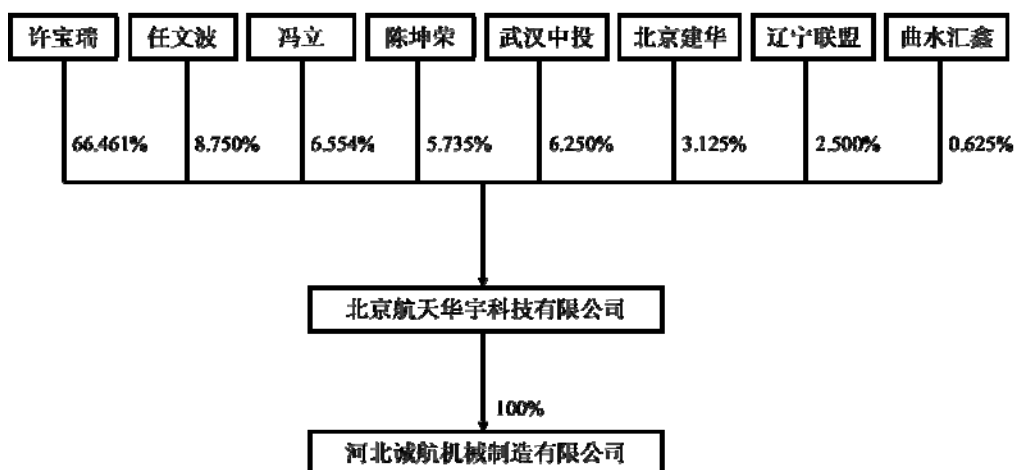 许宝瑞 任文波 冯立 陈坤荣 武汉中投 北京建华 辽宁联盟 曲水汇鑫
66.461% 8.750% 6.554% 5.735% 6.250% 3.125% 2.500% 0.625%
北京航天华宇科技有限公司
100%
河北诚航机械制造有限公司